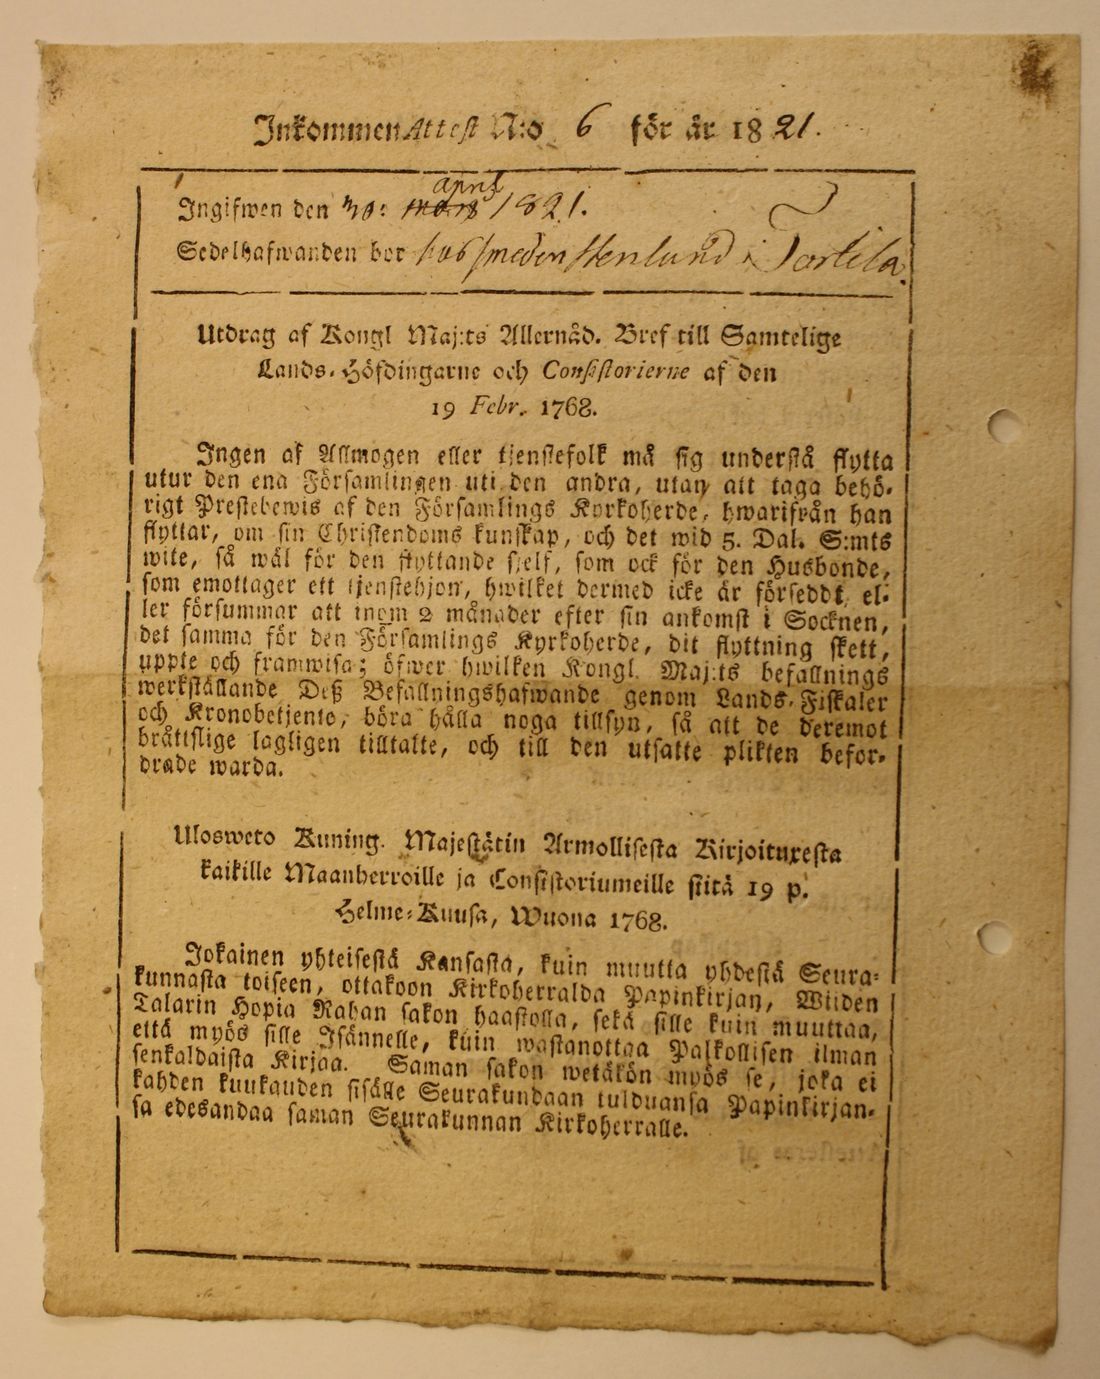 Inkommen Attest N:o 6 för år 1821.
april
Ingifwen den 30: mars 1821.
Sedelhafwanden bor hos smeden Stenlund i
Utdrag af Kongl Maj:ts Allernåd. Bref till Samtelige
Lands-Höfdingarne och Consistorierne af den
19 Febr. 1768.
Ingen af Allmogen eller tjenstefolk må sig understå flytta
utur den ena Församlingen uti den andra, utan att taga behö-
rigt Prestebewis af den Församlings Kyrkoherde, hwarifrån han
flyttar, om sin Christendoms kunskap, och det wid 5. Dal. S:mts
wite, så wäl för den flyttande sjelf, som ock för den Husbonde,
som emottager ett tjenstehjon, hwilket dermed icke är förseddt, el-
ler försummar att inom 2 månader efter sin ankomst i Socknen,
det samma för den Församlings Kyrkoherde, dit flyttning skett,
uppte och framwisa; öfwer hwilken Kongl. Maj:ts befallnings
werkställande Deß Befallningshafwande genom Lands-Fiskaler
och Kronobetjente, böra hålla noga tillsyn, så att de deremot
bråttslige lagligen tilltalte, och till den utsatte plikten befor-
drade warda.
Ulosweto Kuning. Majestätin Armollisesta Kirjoituxesta
kaikille Maanherroille ja Consistoriumeille siitä 19 p.
Helme-Kuusa, Wuona 1768.
Jokainen yhteisestä Kansasta, kuin muutta yhdestä Seura-
kunnasta toiseen, ottakoon Kirkoherralda Papinkirjan, Wiiden
Talarin Hopia Rahan sakon haastolla, sekä sille kuin muuttaa,
että myös sille Isännelle, kuin wastanottaa Palkollisen ilman
senkaldaista Kirjaa. Saman sakon wetäkön myös se, joka ei
kahden kuukauden sisälle Seurakundaan tulduansa Papinkirjan-
sa edesandaa saman Seurakunnan Kirkoherralle.